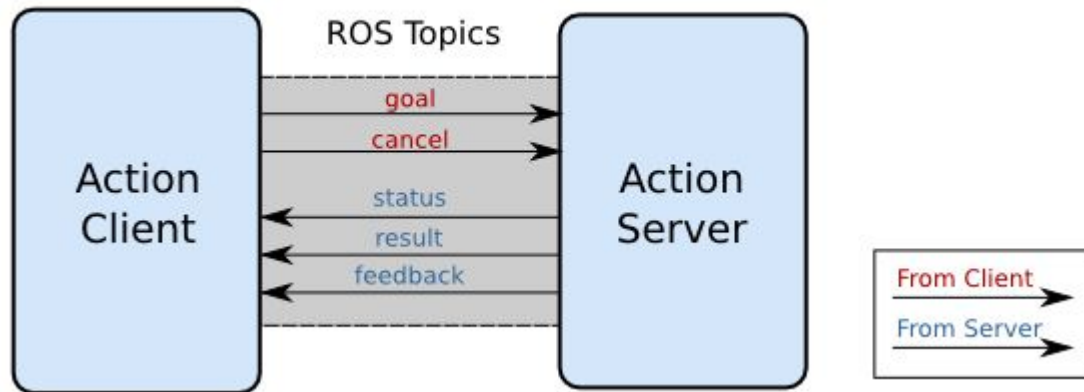 ROS Topics
goal
cancel
status
result
feedback
Action
Client
Action
Server
From Client
From Server